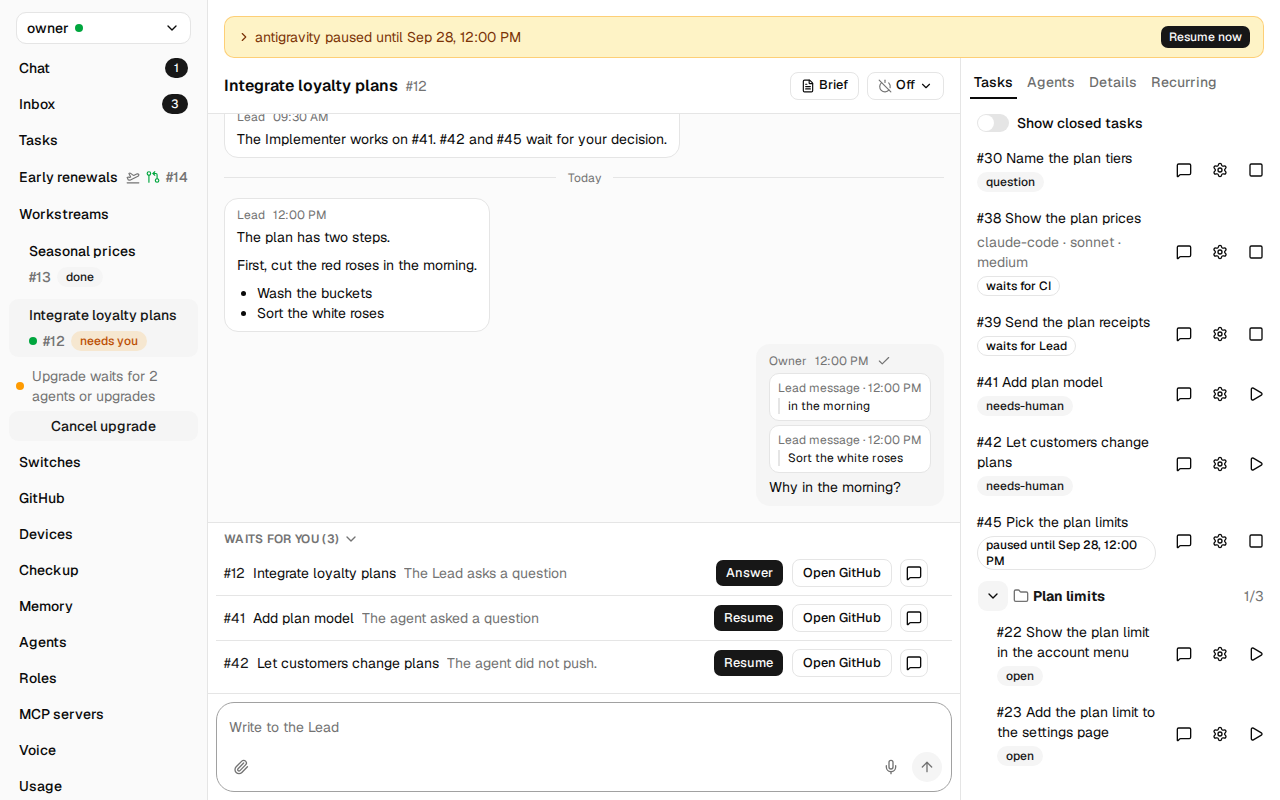 owner
Chat 1
Inbox 3
Tasks
Early renewals #14
Workstreams
Seasonal prices
#13 done
Integrate loyalty plans
#12 needs you
Upgrade waits for 2
agents or upgrades
Cancel upgrade
Switches
GitHub
Devices
Checkup
Memory
Agents
Roles
MCP servers
Voice
Usage
antigravity paused until Sep 28, 12:00 PM
Resume now
Integrate loyalty plans #12
Brief
Off
Lead 09:30 AM
The Implementer works on #41. #42 and #45 wait for your decision.
Today
Lead 12:00 PM
The plan has two steps.
First, cut the red roses in the morning.
• Wash the buckets
• Sort the white roses
Owner 12:00 PM
Lead message · 12:00 PM
in the morning
Lead message · 12:00 PM
Sort the white roses
Why in the morning?
WAITS FOR YOU (3)
#12 Integrate loyalty plans The Lead asks a question Answer Open GitHub
#41 Add plan model The agent asked a question Resume Open GitHub
#42 Let customers change plans The agent did not push. Resume Open GitHub
Write to the Lead
Tasks Agents Details Recurring
Show closed tasks
#30 Name the plan tiers
question
#38 Show the plan prices
claude-code · sonnet ·
medium
waits for CI
#39 Send the plan receipts
waits for Lead
#41 Add plan model
needs-human
#42 Let customers change
plans
needs-human
#45 Pick the plan limits
paused until Sep 28, 12:00
PM
Plan limits 1/3
#22 Show the plan limit
in the account menu
open
#23 Add the plan limit to
the settings page
open